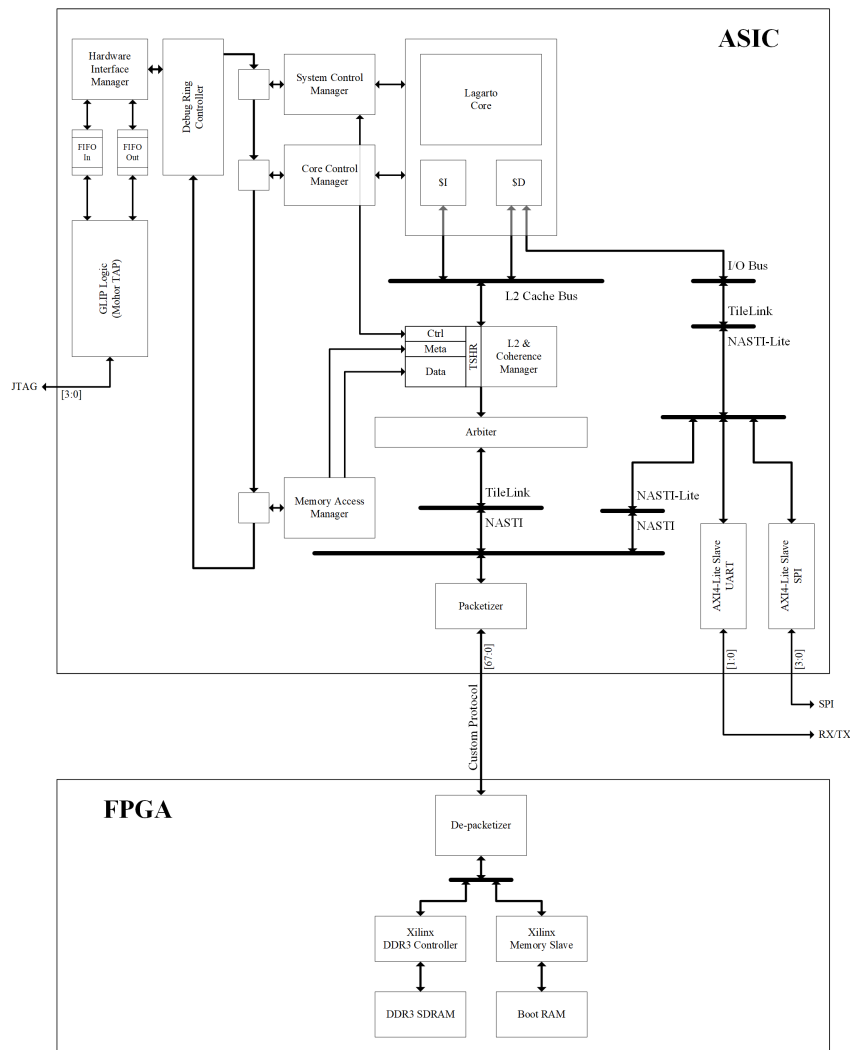 ASIC
Hardware
Interface
Manager
Debug Ring
Controller
System Control
Manager
Lagarto
Core
FIFO
In
FIFO
Out
Core Control
Manager
$I
$D
GLIP Logic
(Mohor TAP)
I/O Bus
L2 Cache Bus
TileLink
NASTI-Lite
Ctrl
Meta
Data
TSHR
L2 &
Coherence
Manager
JTAG
[3:0]
Arbiter
Memory Access
Manager
TileLink
NASTI
NASTI-Lite
NASTI
AXI4-Lite Slave
UART
AXI4-Lite Slave
SPI
Packetizer
[67:0]
[1:0]
[3:0]
SPI
RX/TX
Custom Protocol
FPGA
De-packetizer
Xilinx
DDR3 Controller
Xilinx
Memory Slave
DDR3 SDRAM
Boot RAM